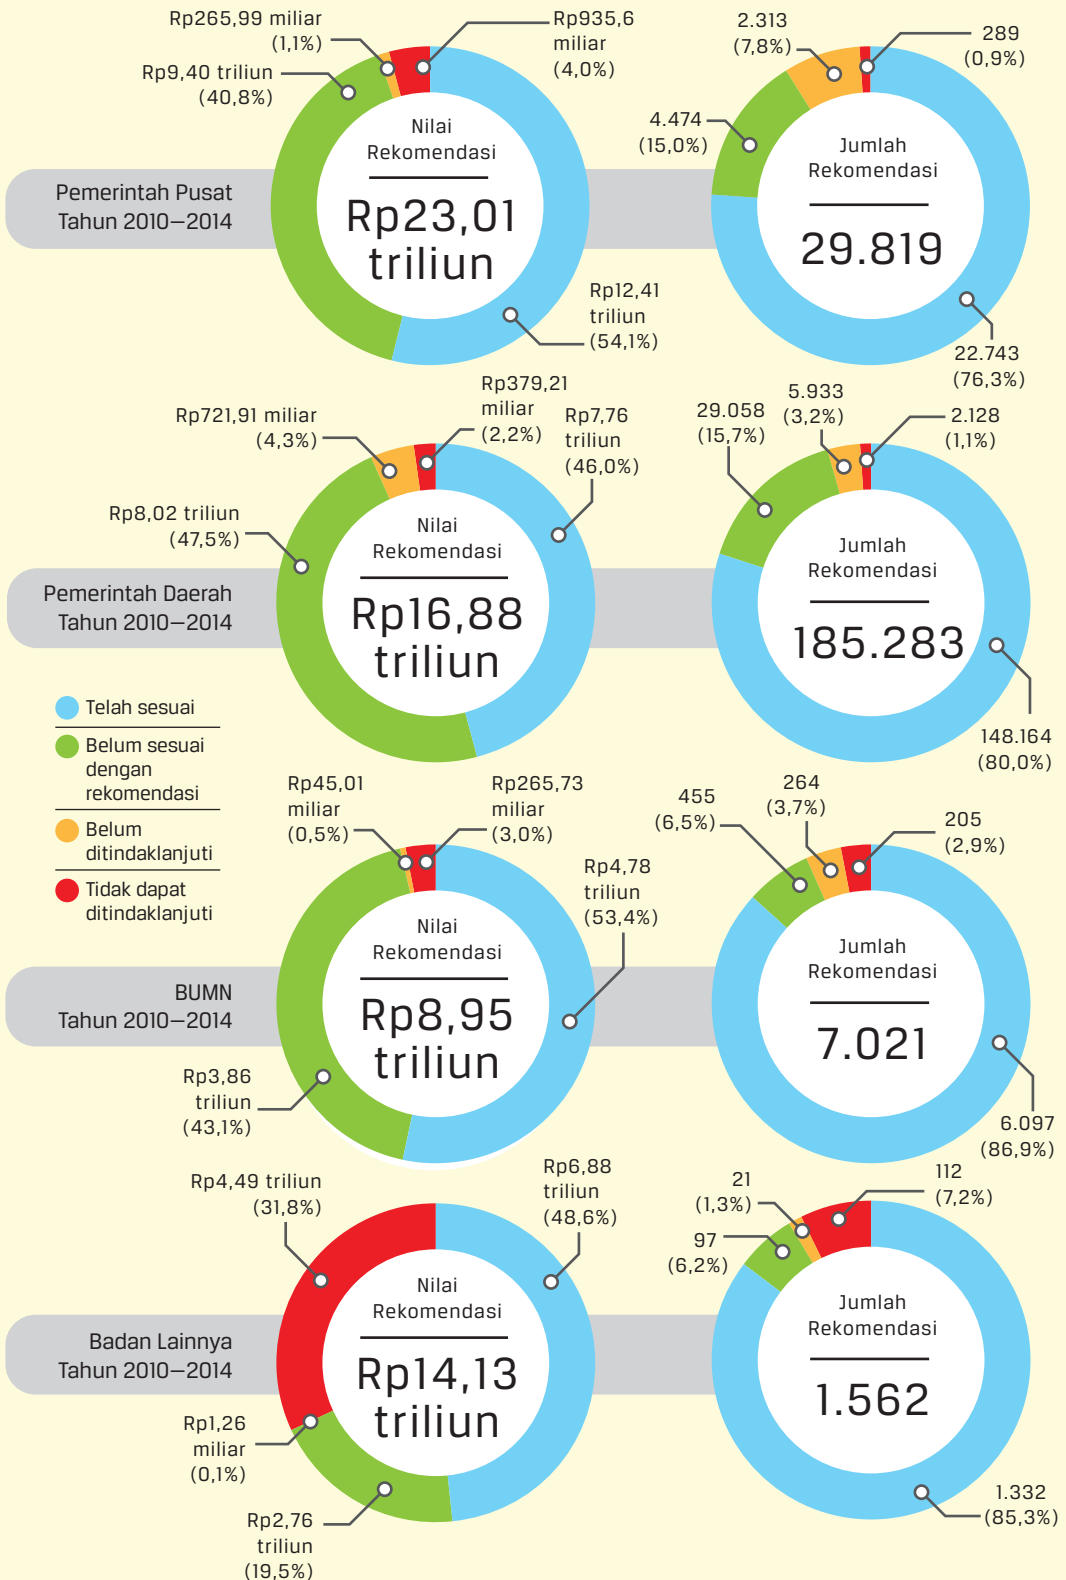 Rp265,99 miliar
(1,1%)
Rp935,6
miliar
(4,0%)
Rp9,40 triliun
(40,8%)
Nilai
Rekomendasi
Rp23,01
triliun
Rp12,41
triliun
(54,1%)
2.313
(7,8%)
289
(0,9%)
4.474
(15,0%)
Jumlah
Rekomendasi
29.819
22.743
(76,3%)
Pemerintah Pusat
Tahun 2010—2014
Rp721,91 miliar
(4,3%)
Rp379,21
miliar
(2,2%)
Rp7,76
triliun
(46,0%)
Rp8,02 triliun
(47,5%)
Nilai
Rekomendasi
Rp16,88
triliun
29.058
(15,7%)
5.933
(3,2%)
2.128
(1,1%)
Jumlah
Rekomendasi
185.283
148.164
(80,0%)
Pemerintah Daerah
Tahun 2010—2014
Telah sesuai
Belum sesuai
dengan
rekomendasi
Belum
ditindaklanjuti
Tidak dapat
ditindaklanjuti
Rp45,01
miliar
(0,5%)
Rp265,73
miliar
(3,0%)
Rp4,78
triliun
(53,4%)
Nilai
Rekomendasi
Rp8,95
triliun
Rp3,86
triliun
(43,1%)
455
(6,5%)
264
(3,7%)
205
(2,9%)
Jumlah
Rekomendasi
7.021
6.097
(86,9%)
BUMN
Tahun 2010—2014
Rp4,49 triliun
(31,8%)
Rp6,88
triliun
(48,6%)
Nilai
Rekomendasi
Rp14,13
triliun
Rp1,26
miliar
(0,1%)
Rp2,76
triliun
(19,5%)
21
(1,3%)
112
(7,2%)
97
(6,2%)
Jumlah
Rekomendasi
1.562
1.332
(85,3%)
Badan Lainnya
Tahun 2010—2014